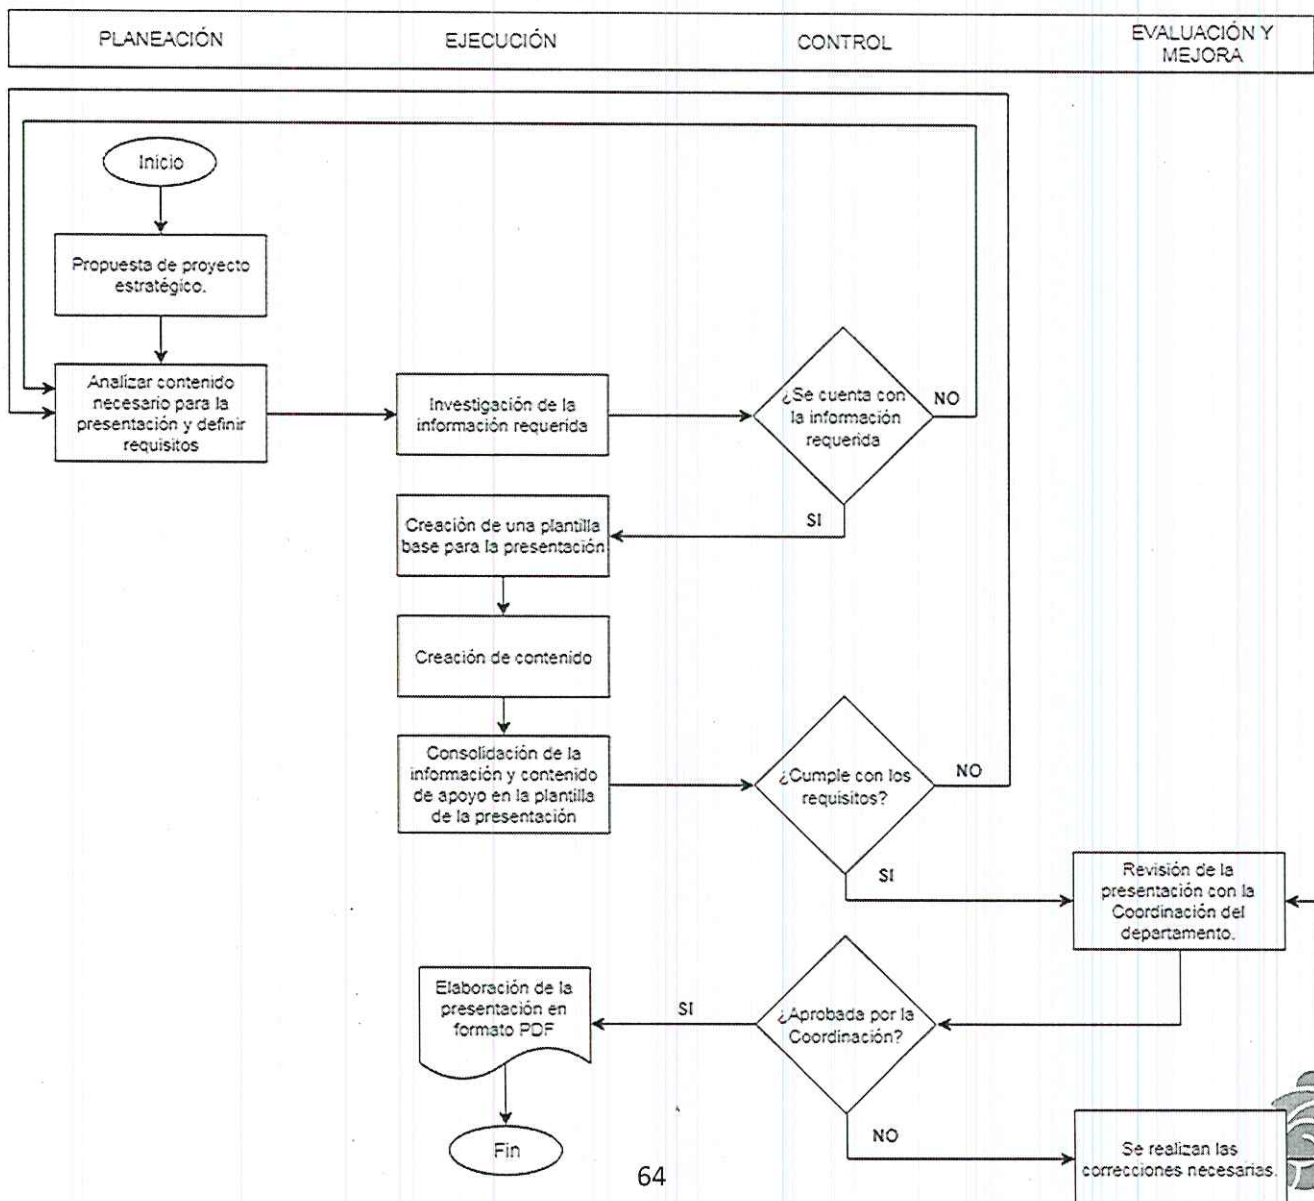 PLANEACIÓN
EJECUCIÓN
CONTROL
EVALUACIÓN Y
MEJORA
Inicio
Propuesta de proyecto
estratégico.
Analizar contenido
necesario para la
presentación y definir
requisitos
Investigación de la
información requerida
¿Se cuenta con
la información
requerida
NO
SI
Creación de una plantilla
base para la presentación
Creación de contenido
Consolidación de la
información y contenido
de apoyo en la plantilla
de la presentación
¿Cumple con los
requisitos?
NO
SI
Revisión de la
presentación con la
Coordinación del
departamento.
¿Aprobada por la
Coordinación?
SI
Elaboración de la
presentación en
formato PDF
Fin
NO
Se realizan las
correcciones necesarias.
64